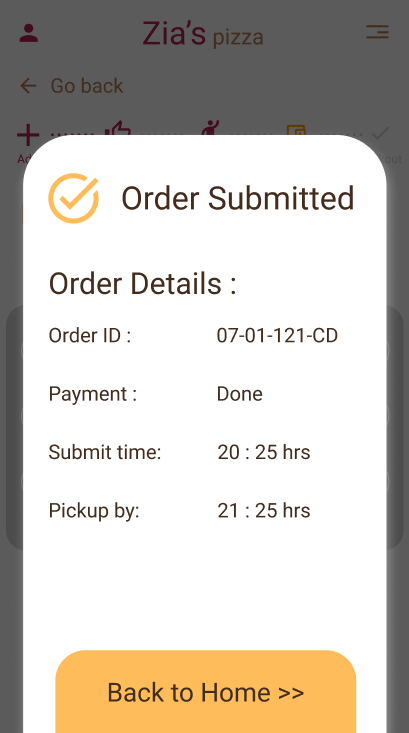 Zia's pizza
Go back
Order Submitted
Order Details :
Order ID : 07-01-121-CD
Payment : Done
Submit time: 20 : 25 hrs
Pickup by: 21 : 25 hrs
Back to Home >>